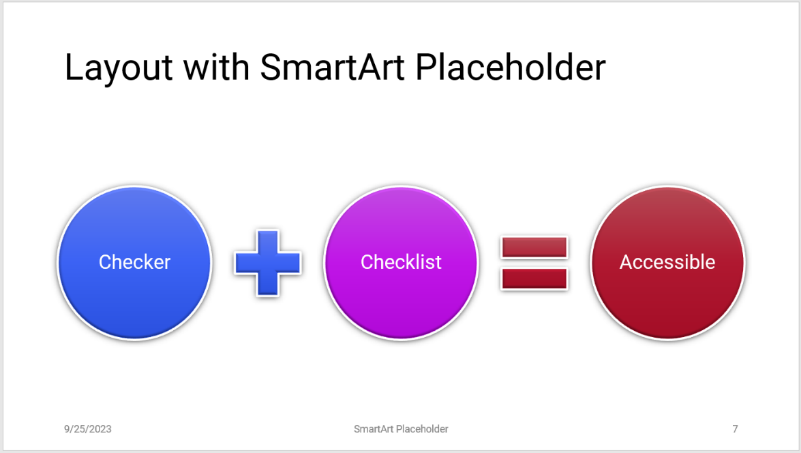 Layout with SmartArt Placeholder
Checker + Checklist = Accessible
9/25/2023 SmartArt Placeholder 7